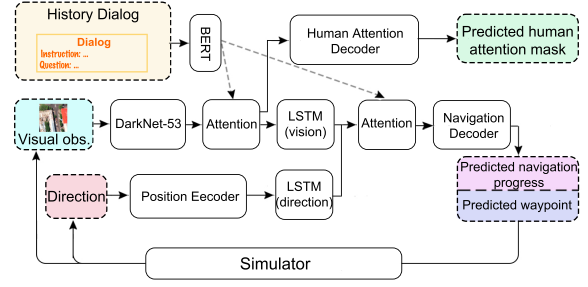 History Dialog
Dialog
Instruction: ...
Question: ...
BERT
Human Attention
Decoder
Predicted human
attention mask
Visual obs.
DarkNet-53
Attention
LSTM
(vision)
Attention
Navigation
Decoder
Direction
Position Eecoder
LSTM
(direction)
Predicted navigation
progress
Predicted waypoint
Simulator